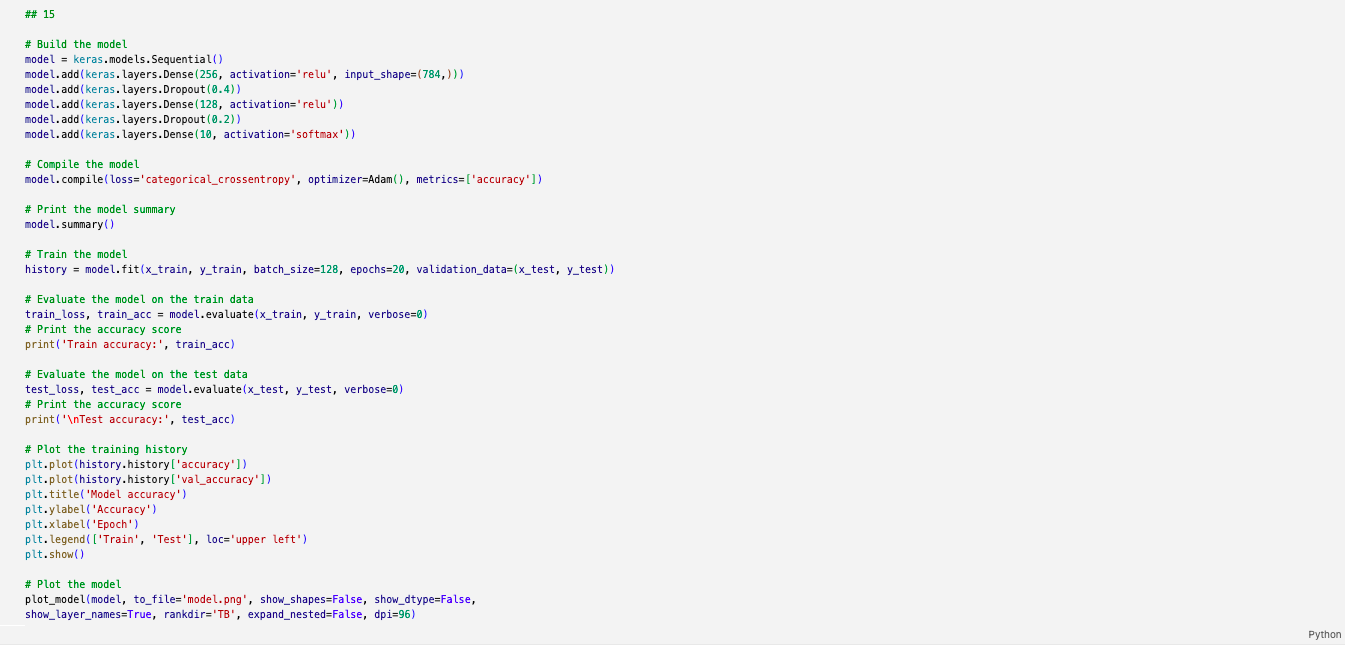 ## 15
# Build the model
model = keras.models.Sequential()
model.add(keras.layers.Dense(256, activation='relu', input_shape=(784,)))
model.add(keras.layers.Dropout(0.4))
model.add(keras.layers.Dense(128, activation='relu'))
model.add(keras.layers.Dropout(0.2))
model.add(keras.layers.Dense(10, activation='softmax'))
# Compile the model
model.compile(loss='categorical_crossentropy', optimizer=Adam(), metrics=['accuracy'])
# Print the model summary
model.summary()
# Train the model
history = model.fit(x_train, y_train, batch_size=128, epochs=20, validation_data=(x_test, y_test))
# Evaluate the model on the train data
train_loss, train_acc = model.evaluate(x_train, y_train, verbose=0)
# Print the accuracy score
print('Train accuracy:', train_acc)
# Evaluate the model on the test data
test_loss, test_acc = model.evaluate(x_test, y_test, verbose=0)
# Print the accuracy score
print('\nTest accuracy:', test_acc)
# Plot the training history
plt.plot(history.history['accuracy'])
plt.plot(history.history['val_accuracy'])
plt.title('Model accuracy')
plt.ylabel('Accuracy')
plt.xlabel('Epoch')
plt.legend(['Train', 'Test'], loc='upper left')
plt.show()
# Plot the model
plot_model(model, to_file='model.png', show_shapes=False, show_dtype=False,
show_layer_names=True, rankdir='TB', expand_nested=False, dpi=96)
Python